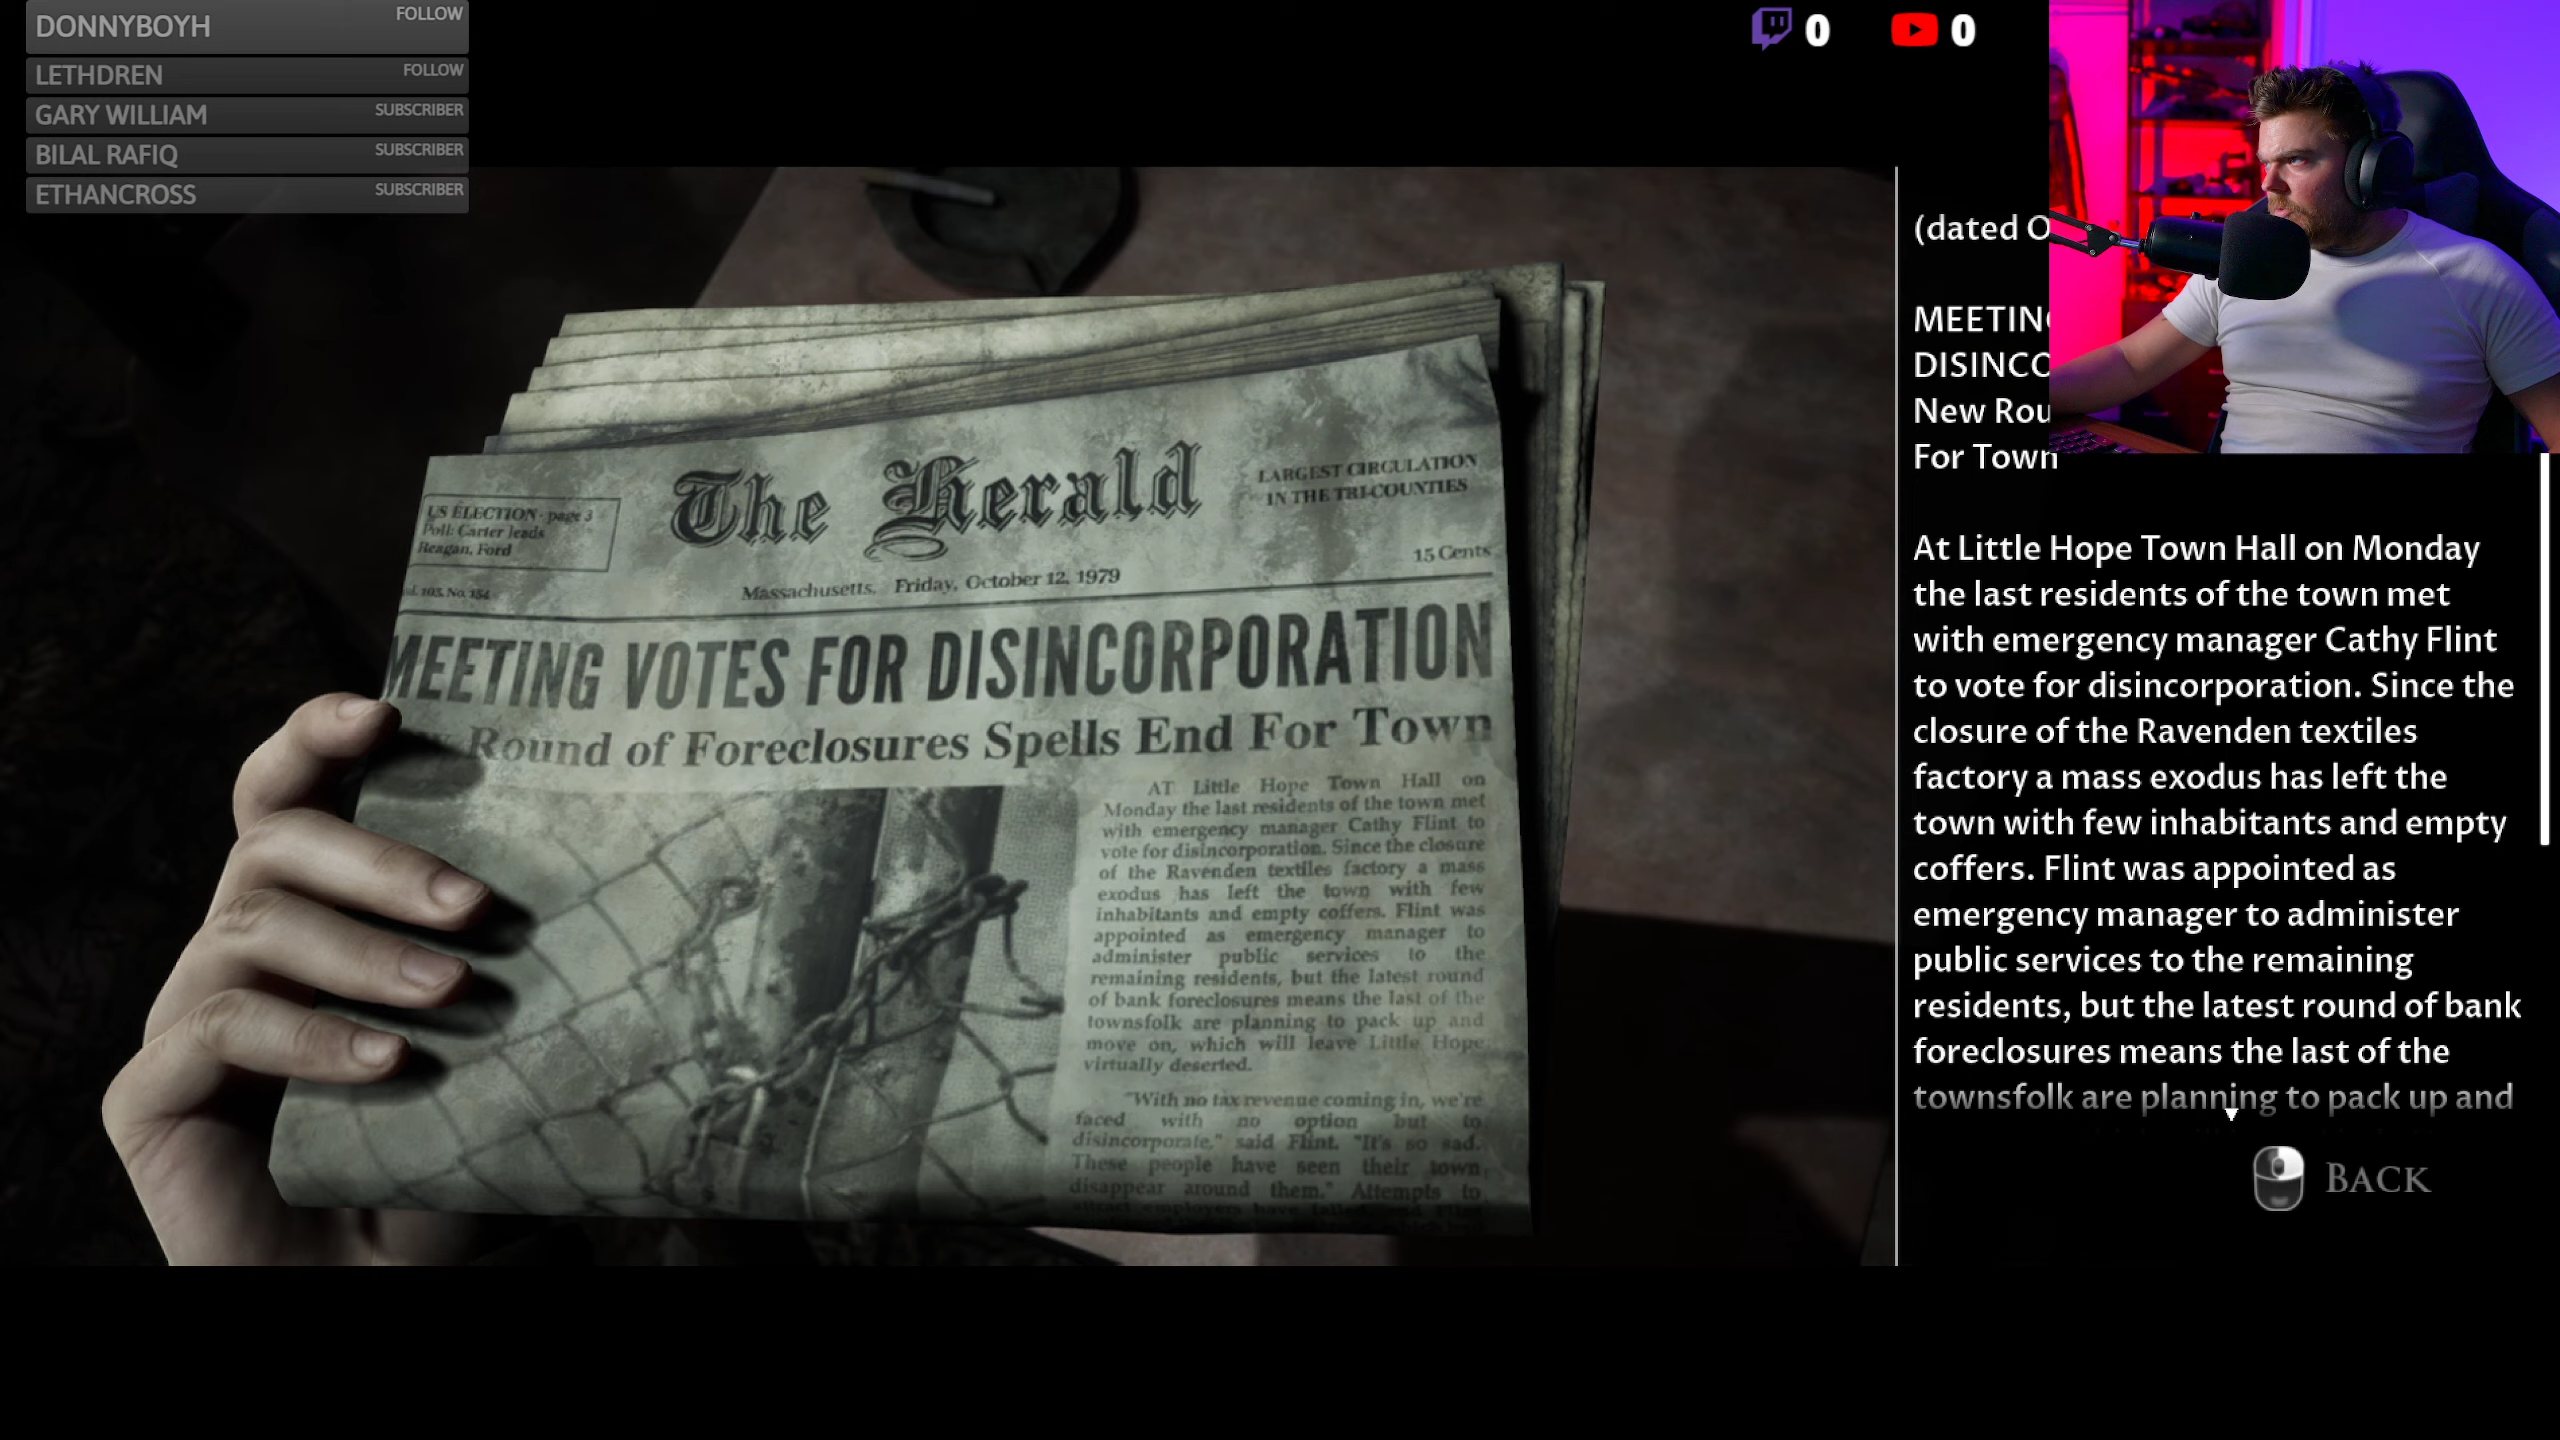 DONNYBOYH FOLLOW
LETHDREN FOLLOW
GARY WILLIAM SUBSCRIBER
BILAL RAFIQ SUBSCRIBER
ETHANCROSS SUBSCRIBER
0 0
US ELECTION - page 3
Poll: Carter leads
Reagan, Ford
The Herald
LARGEST CIRCULATION
IN THE TRI-COUNTIES
15 Cents
103, No. 154
Massachusetts, Friday, October 12, 1979
MEETING VOTES FOR DISINCORPORATION
Round of Foreclosures Spells End For Town
AT Little Hope Town Hall on
Monday the last residents of the town met
with emergency manager Cathy Flint to
vote for disincorporation. Since the closure
of the Ravenden textiles factory a mass
exodus has left the town with few
inhabitants and empty coffers. Flint was
appointed as emergency manager to
administer public services to the
remaining residents, but the latest round
of bank foreclosures means the last of the
townsfolk are planning to pack up and
move on, which will leave Little Hope
virtually deserted.
"With no tax revenue coming in, we're
faced with no option but to
disincorporate." said Flint. "It's so sad.
These people have seen their town
disappear around them." Attempts to
attract employers have failed, and Flint
(dated O
MEETIN
DISINCO
New Rou
For Town
At Little Hope Town Hall on Monday
the last residents of the town met
with emergency manager Cathy Flint
to vote for disincorporation. Since the
closure of the Ravenden textiles
factory a mass exodus has left the
town with few inhabitants and empty
coffers. Flint was appointed as
emergency manager to administer
public services to the remaining
residents, but the latest round of bank
foreclosures means the last of the
townsfolk are planning to pack up and
BACK